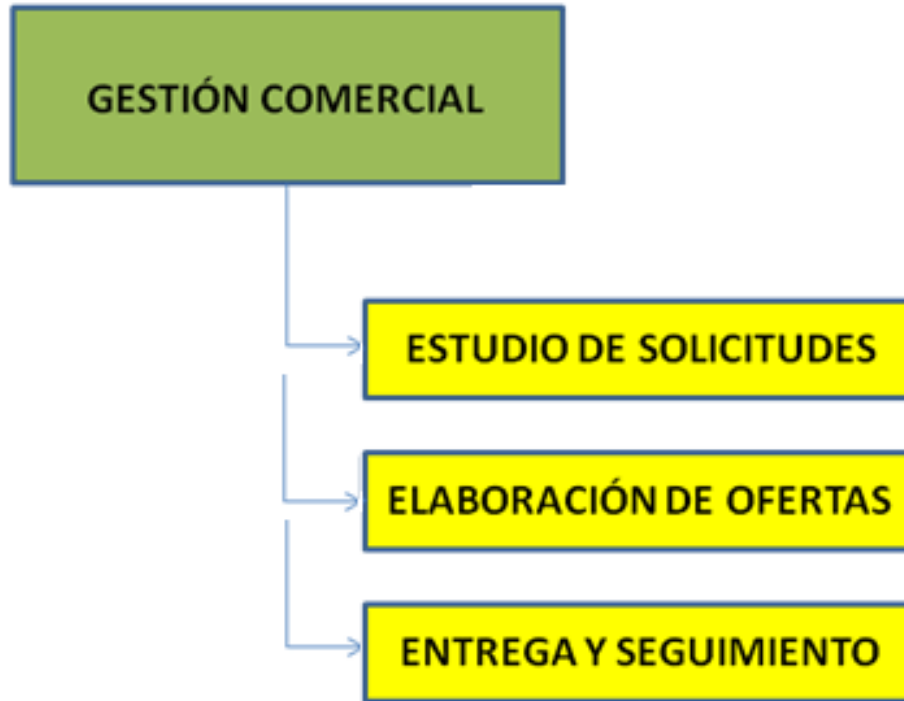 GESTIÓN COMERCIAL
ESTUDIO DE SOLICITUDES
ELABORACIÓN DE OFERTAS
ENTREGA Y SEGUIMIENTO